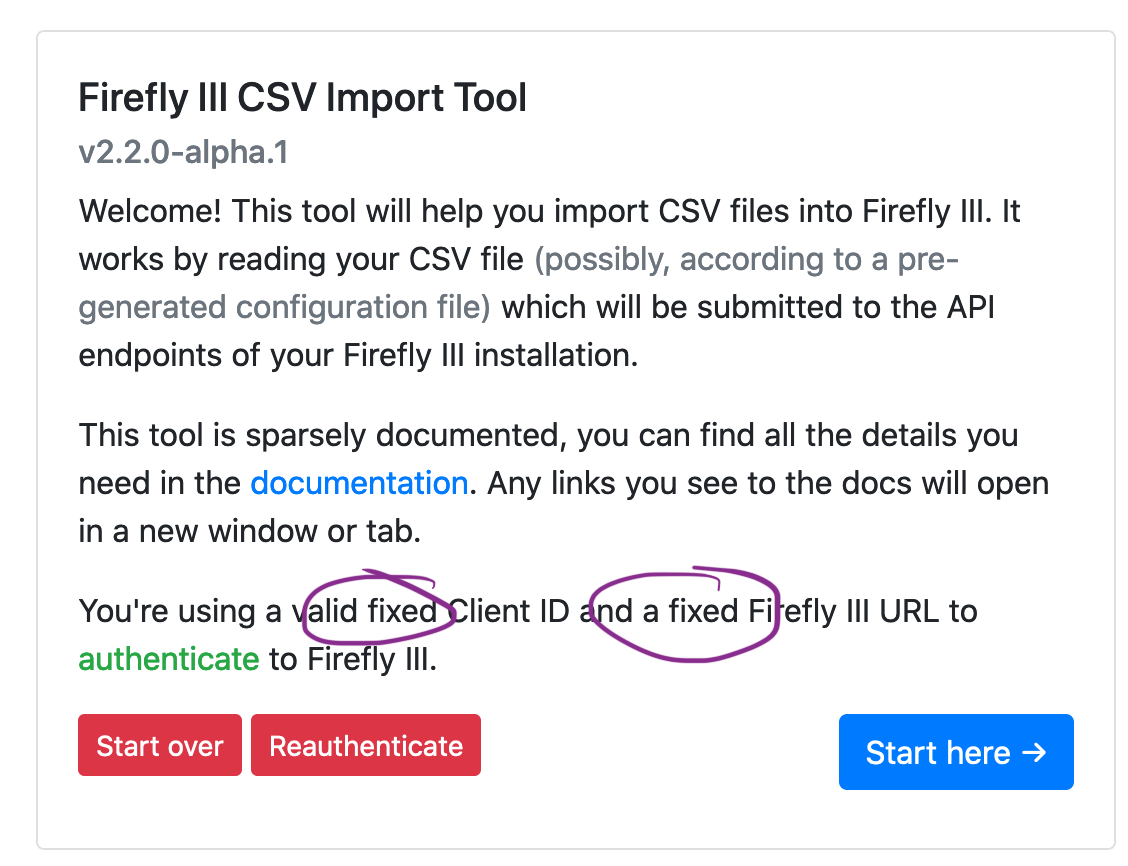 Firefly III CSV Import Tool
v2.2.0-alpha.1
Welcome! This tool will help you import CSV files into Firefly III. It
works by reading your CSV file (possibly, according to a pre-
generated configuration file) which will be submitted to the API
endpoints of your Firefly III installation.
This tool is sparsely documented, you can find all the details you
need in the documentation. Any links you see to the docs will open
in a new window or tab.
You're using a valid fixed Client ID and a fixed Firefly III URL to
authenticate to Firefly III.
Start over Reauthenticate Start here →